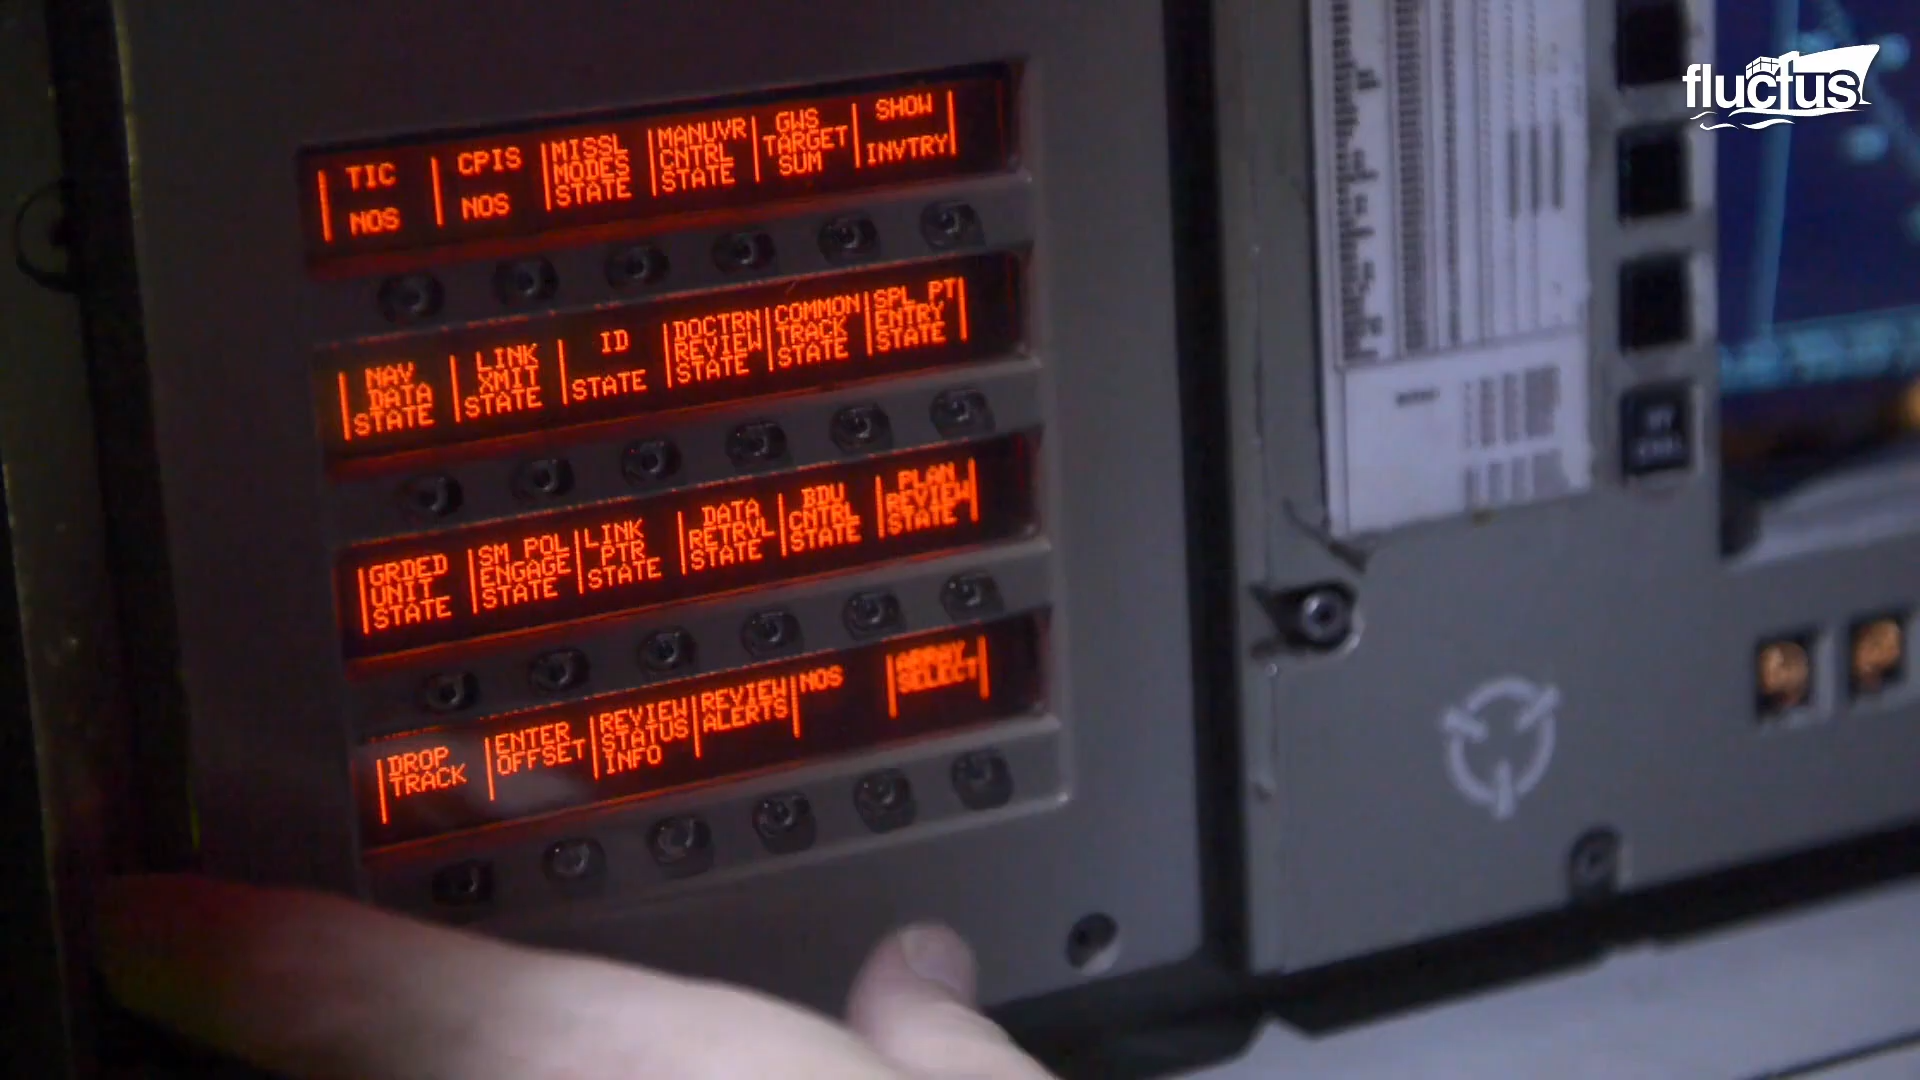 fluctus
TIC
NOS
CPIS
NOS
MISSL
MODES
STATE
MANUVR
CNTRL
STATE
GWS
TARGET
SUM
SHOW
INVTRY
NAV
DATA
STATE
LINK
XMIT
STATE
ID
STATE
DOCTRN
REVIEW
STATE
COMMON
TRACK
STATE
SPL PT
ENTRY
STATE
GRDED
UNIT
STATE
SM POL
ENGAGE
STATE
LINK
PTR
STATE
DATA
RETRVL
STATE
BDU
CNTRL
STATE
PLAN
REVIEW
STATE
DROP
TRACK
ENTER
OFFSET
REVIEW
STATUS
INFO
REVIEW
ALERTS
NOS
ARRAY
SELECT